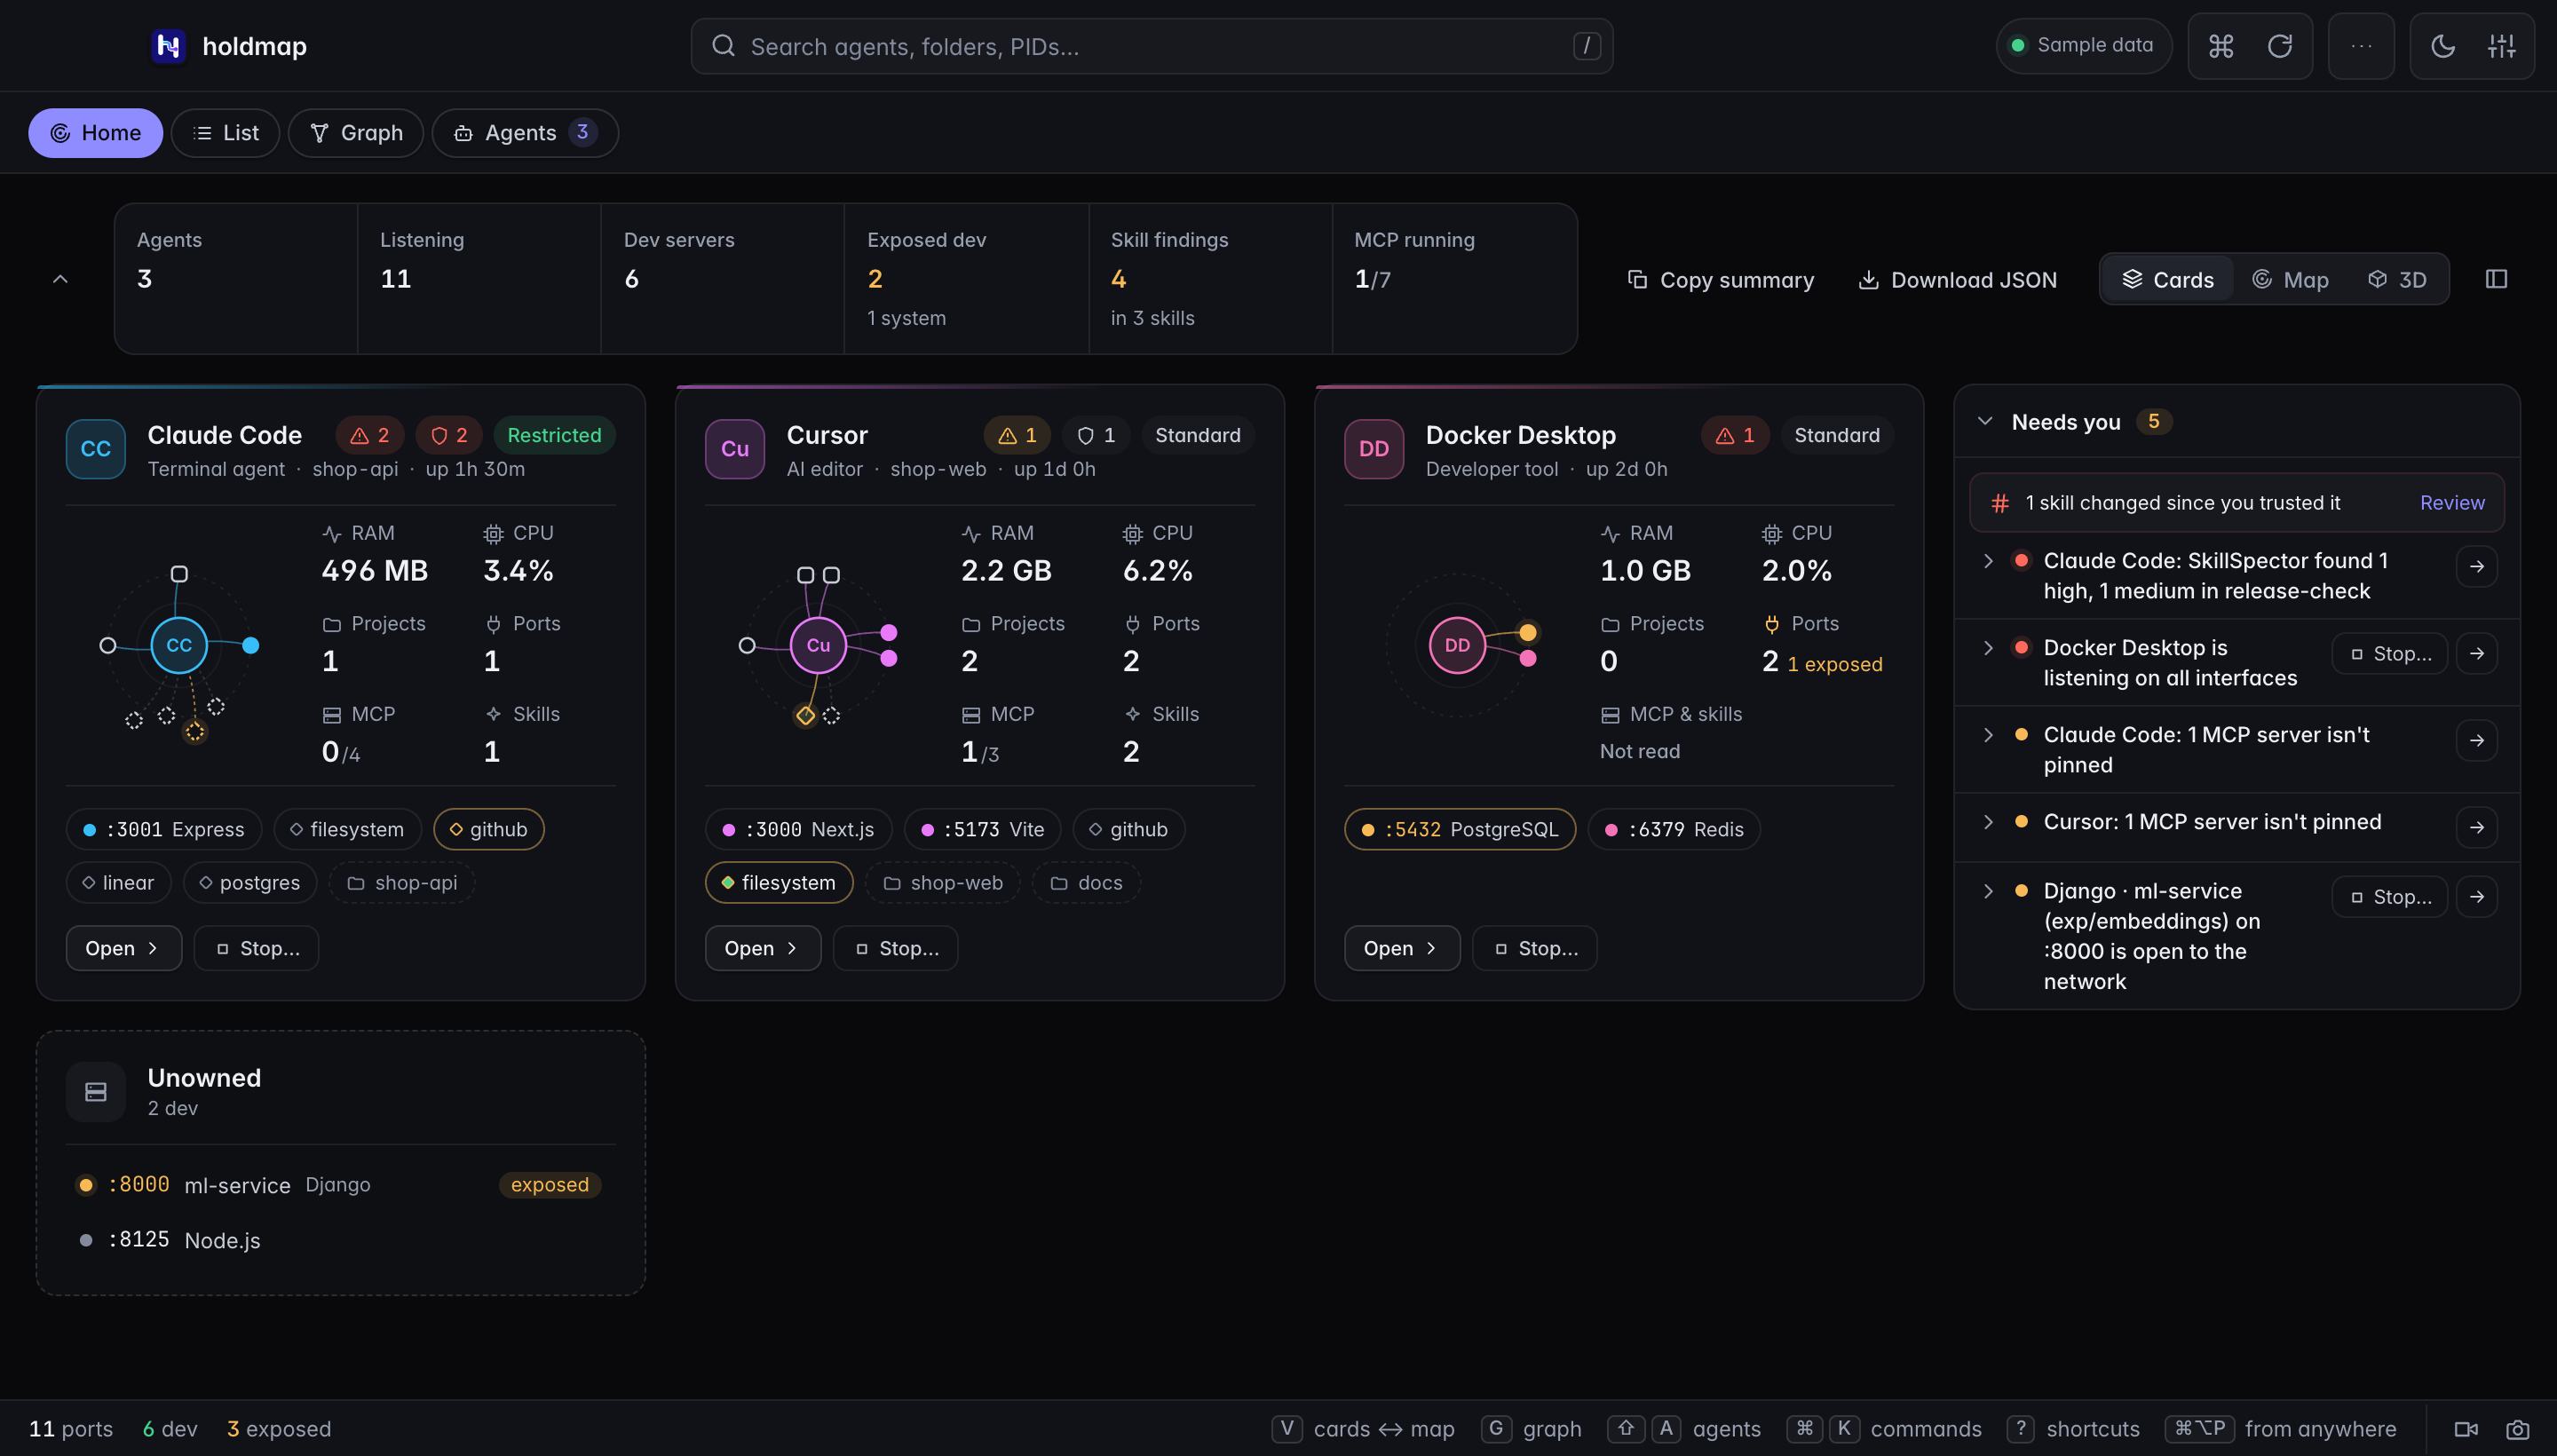 holdmap
Search agents, folders, PIDs...
/
Sample data
Home
List
Graph
Agents 3
Agents
3
Listening
11
Dev servers
6
Exposed dev
2
1 system
Skill findings
4
in 3 skills
MCP running
1/7
Copy summary
Download JSON
Cards
Map
3D
CC
Claude Code
2
2
Restricted
Terminal agent · shop-api · up 1h 30m
CC
RAM
496 MB
CPU
3.4%
Projects
1
Ports
1
MCP
0/4
Skills
1
:3001 Express
filesystem
github
linear
postgres
shop-api
Open
Stop...
Cu
Cursor
1
1
Standard
AI editor · shop-web · up 1d 0h
Cu
RAM
2.2 GB
CPU
6.2%
Projects
2
Ports
2
MCP
1/3
Skills
2
:3000 Next.js
:5173 Vite
github
filesystem
shop-web
docs
Open
Stop...
DD
Docker Desktop
1
Standard
Developer tool · up 2d 0h
DD
RAM
1.0 GB
CPU
2.0%
Projects
0
Ports
2 1 exposed
MCP & skills
Not read
:5432 PostgreSQL
:6379 Redis
Open
Stop...
Needs you 5
# 1 skill changed since you trusted it
Review
Claude Code: SkillSpector found 1
high, 1 medium in release-check
Docker Desktop is
listening on all interfaces
Stop...
Claude Code: 1 MCP server isn't
pinned
Cursor: 1 MCP server isn't pinned
Django · ml-service
(exp/embeddings) on
:8000 is open to the
network
Stop...
Unowned
2 dev
:8000 ml-service Django
exposed
:8125 Node.js
11 ports 6 dev 3 exposed
V cards ↔ map G graph ⇧ A agents ⌘ K commands ? shortcuts ⌘⌥P from anywhere